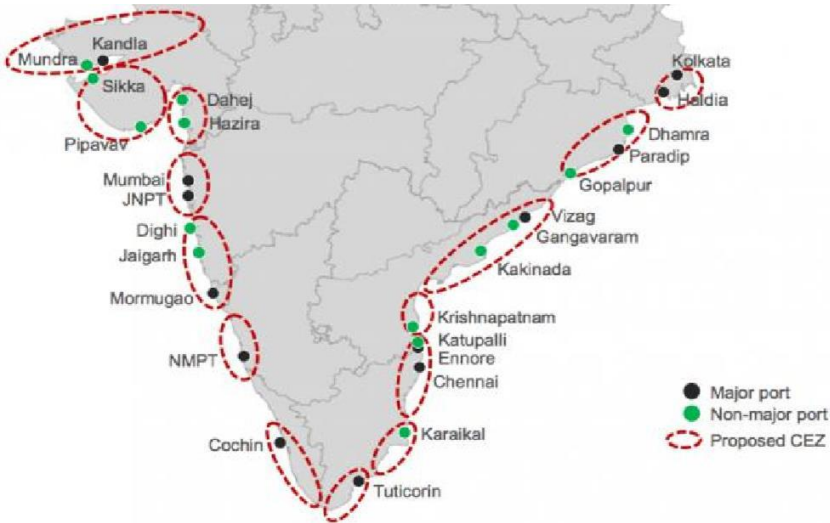 Kandla
Mundra
Sikka
Dahej
Hazira
Pipavav
Mumbai
JNPT
Dighi
Jaigarh
Mormugao
NMPT
Cochin
Kolkata
Haldia
Dhamra
Paradip
Gopalpur
Vizag
Gangavaram
Kakinada
Krishnapatnam
Katupalli
Ennore
Chennai
Karaikal
Tuticorin
Major port
Non-major port
Proposed CEZ